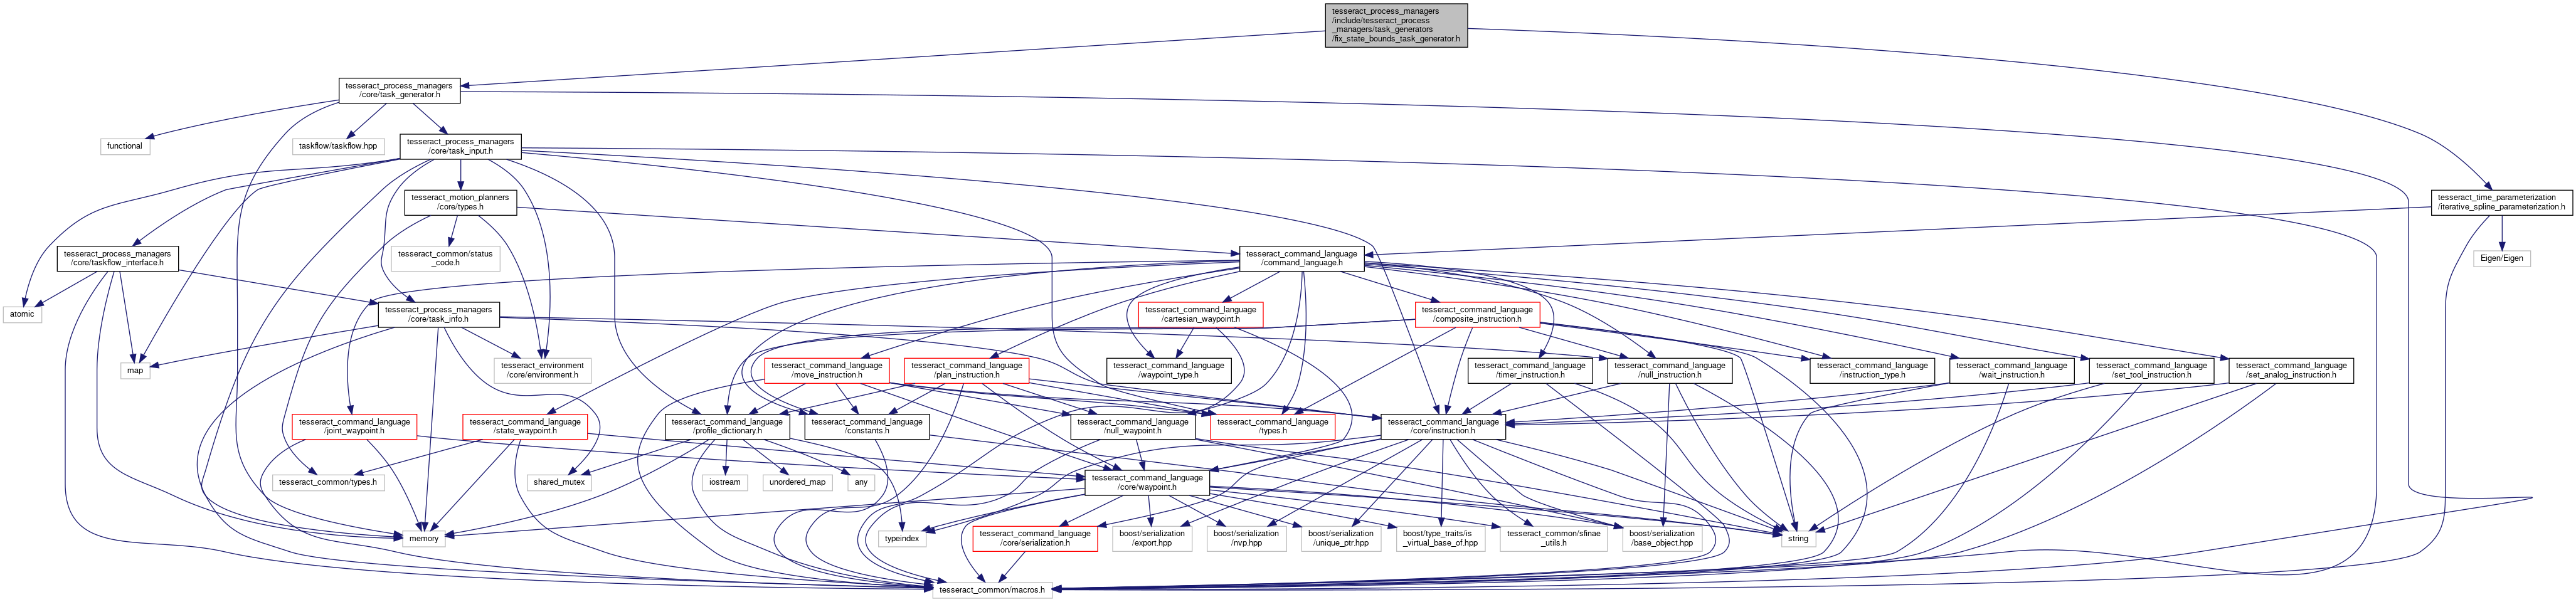 tesseract_process_managers
/include/tesseract_process
_managers/task_generators
/fix_state_bounds_task_generator.h
tesseract_process_managers
/core/task_generator.h
functional
taskflow/taskflow.hpp
tesseract_process_managers
/core/task_input.h
tesseract_motion_planners
/core/types.h
tesseract_time_parameterization
/iterative_spline_parameterization.h
tesseract_process_managers
/core/taskflow_interface.h
tesseract_common/status
_code.h
tesseract_command_language
/command_language.h
Eigen/Eigen
atomic
tesseract_process_managers
/core/task_info.h
tesseract_command_language
/cartesian_waypoint.h
tesseract_command_language
/composite_instruction.h
map
tesseract_environment
/core/environment.h
tesseract_command_language
/move_instruction.h
tesseract_command_language
/plan_instruction.h
tesseract_command_language
/waypoint_type.h
tesseract_command_language
/timer_instruction.h
tesseract_command_language
/null_instruction.h
tesseract_command_language
/instruction_type.h
tesseract_command_language
/wait_instruction.h
tesseract_command_language
/set_tool_instruction.h
tesseract_command_language
/set_analog_instruction.h
tesseract_command_language
/joint_waypoint.h
tesseract_command_language
/state_waypoint.h
tesseract_command_language
/profile_dictionary.h
tesseract_command_language
/constants.h
tesseract_command_language
/null_waypoint.h
tesseract_command_language
/types.h
tesseract_command_language
/core/instruction.h
tesseract_common/types.h
shared_mutex
iostream
unordered_map
any
tesseract_command_language
/core/waypoint.h
memory
typeindex
tesseract_command_language
/core/serialization.h
boost/serialization
/export.hpp
boost/serialization
/nvp.hpp
boost/serialization
/unique_ptr.hpp
boost/type_traits/is
_virtual_base_of.hpp
tesseract_common/sfinae
_utils.h
boost/serialization
/base_object.hpp
string
tesseract_common/macros.h